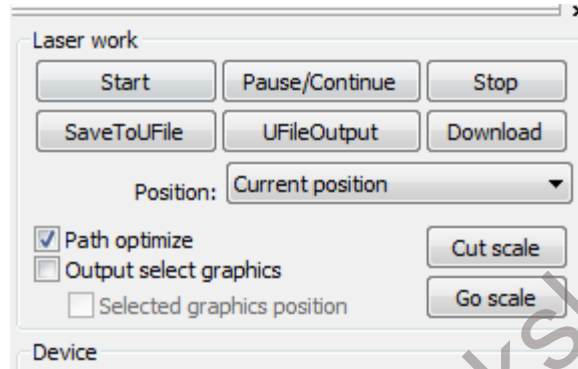 Laser work
Start Pause/Continue Stop
SaveToUFile UFileOutput Download
Position: Current position
Path optimize Cut scale
Output select graphics
Selected graphics position Go scale
Device